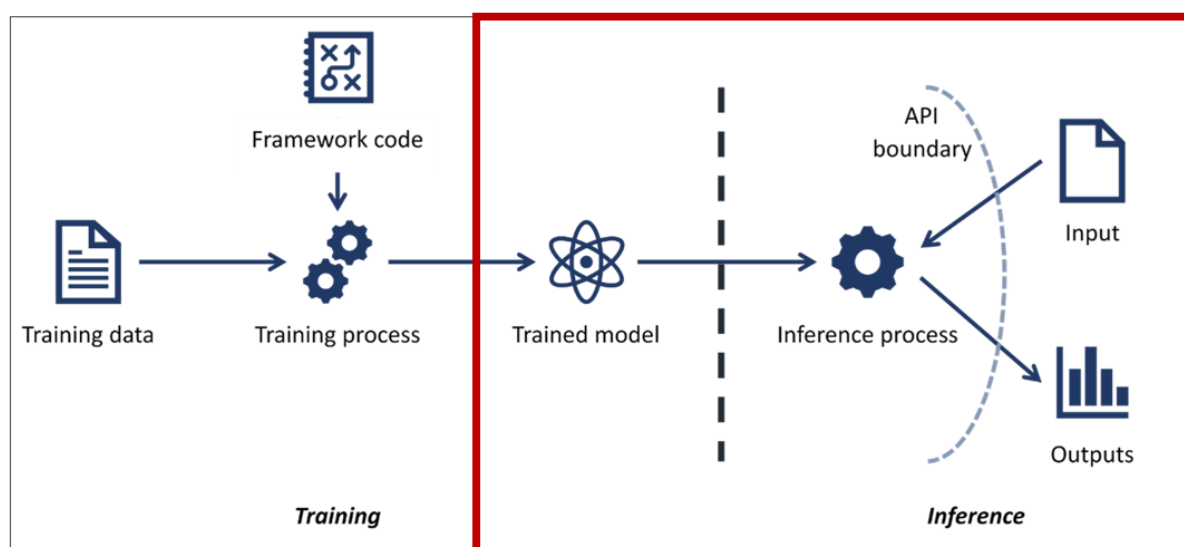 Framework code
API
boundary
Input
Training data
Training process
Trained model
Inference process
Outputs
Training
Inference